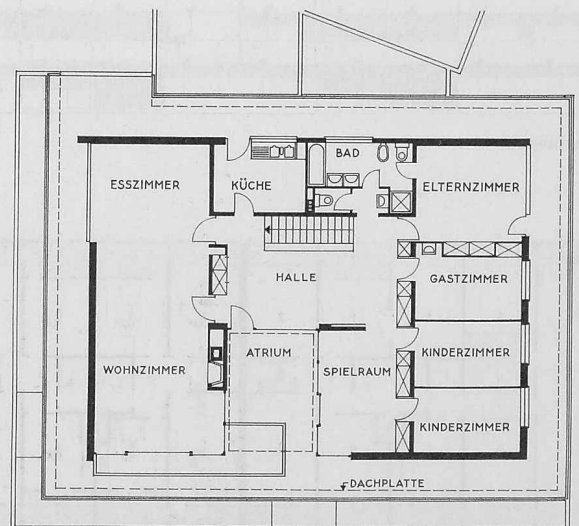 BAD
ESSZIMMER
KÜCHE
ELTERNZIMMER
HALLE
GASTZIMMER
WOHNZIMMER
ATRIUM
SPIELRAUM
KINDERZIMMER
KINDERZIMMER
DACHPLATTE